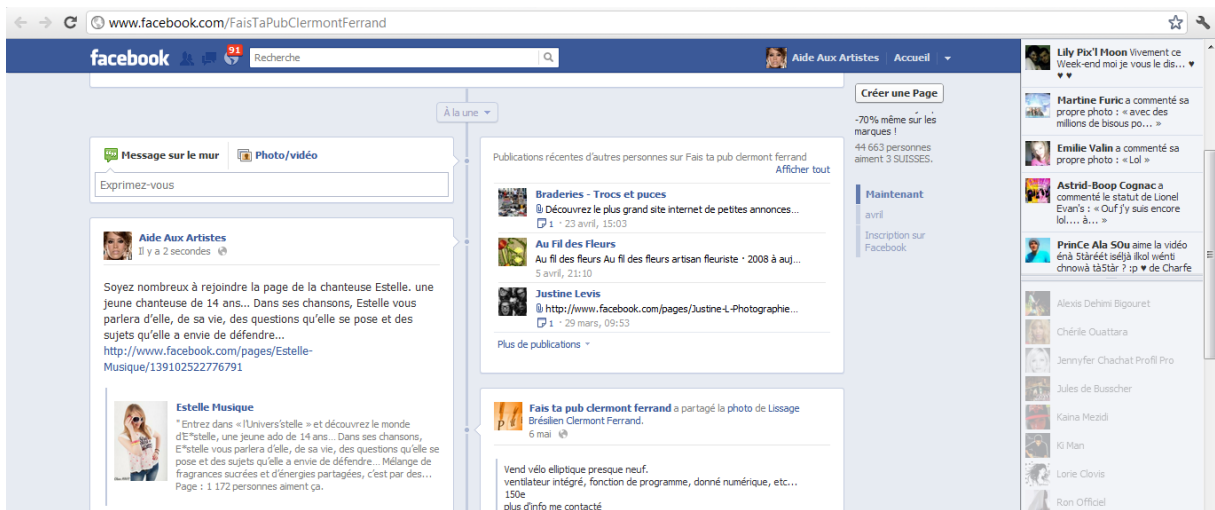 www.facebook.com/FaisTaPubClermontFerrand
facebook
91
Recherche
Aide Aux Artistes
Accueil
À la une
Message sur le mur
Photo/vidéo
Exprimez-vous
Aide Aux Artistes
Il y a 2 secondes
Soyez nombreux à rejoindre la page de la chanteuse Estelle. une
jeune chanteuse de 14 ans... Dans ses chansons, Estelle vous
parlera d'elle, de sa vie, des questions qu'elle se pose et des
sujets qu'elle a envie de défendre...
http://www.facebook.com/pages/Estelle-
Musique/139102522776791
Estelle Musique
" Entrez dans « l'Univers'stelle » et découvrez le monde
d'E*stelle, une jeune ado de 14 ans... Dans ses chansons,
E*stelle vous parlera d'elle, de sa vie, des questions qu'elle se
pose et des sujets qu'elle a envie de défendre... Mélange de
fragrances sucrées et d'énergies partagées, c'est par des...
Page : 1 172 personnes aiment ça.
Publications récentes d'autres personnes sur Fais ta pub clermont ferrand
Afficher tout
Braderies - Trocs et puces
Découvrez le plus grand site internet de petites annonces...
1 · 23 avril, 15:03
Au Fil des Fleurs
Au fil des fleurs Au fil des fleurs artisan fleuriste · 2008 à auj...
5 avril, 21:10
Justine Levis
http://www.facebook.com/pages/Justine-L-Photographie...
1 · 29 mars, 09:53
Plus de publications
Fais ta pub clermont ferrand a partagé la photo de Lissage
Brésilien Clermont Ferrand.
6 mai
Vend vélo elliptique presque neuf.
ventilateur intégré, fonction de programme, donné numérique, etc...
150e
plus d'info me contacté
Créer une Page
-70% même sur les
marques !
44 663 personnes
aiment 3 SUISSES.
Maintenant
avril
Inscription sur
Facebook
Lily Pix'l Moon Vivement ce
Week-end moi je vous le dis... ♥
♥ ♥
Martine Furic a commenté sa
propre photo : « avec des
millions de bisous po... »
Emilie Valin a commenté sa
propre photo : « Lol »
Astrid-Boop Cognac a
commenté le statut de Lionel
Evan's : « Ouf j'y suis encore
lol.... à... »
PrinCe Ala SOu aime la vidéo
énà 5tàréét iséljà ilkol wénti
chnowà tà5tàr ? :p ♥ de Charfe
Alexis Dehimi Bigouret
Chérile Ouattara
Jennyfer Chachat Profil Pro
Jules de Busscher
Kaina Mezidi
Ki Man
Lorie Clovis
Ron Officiel